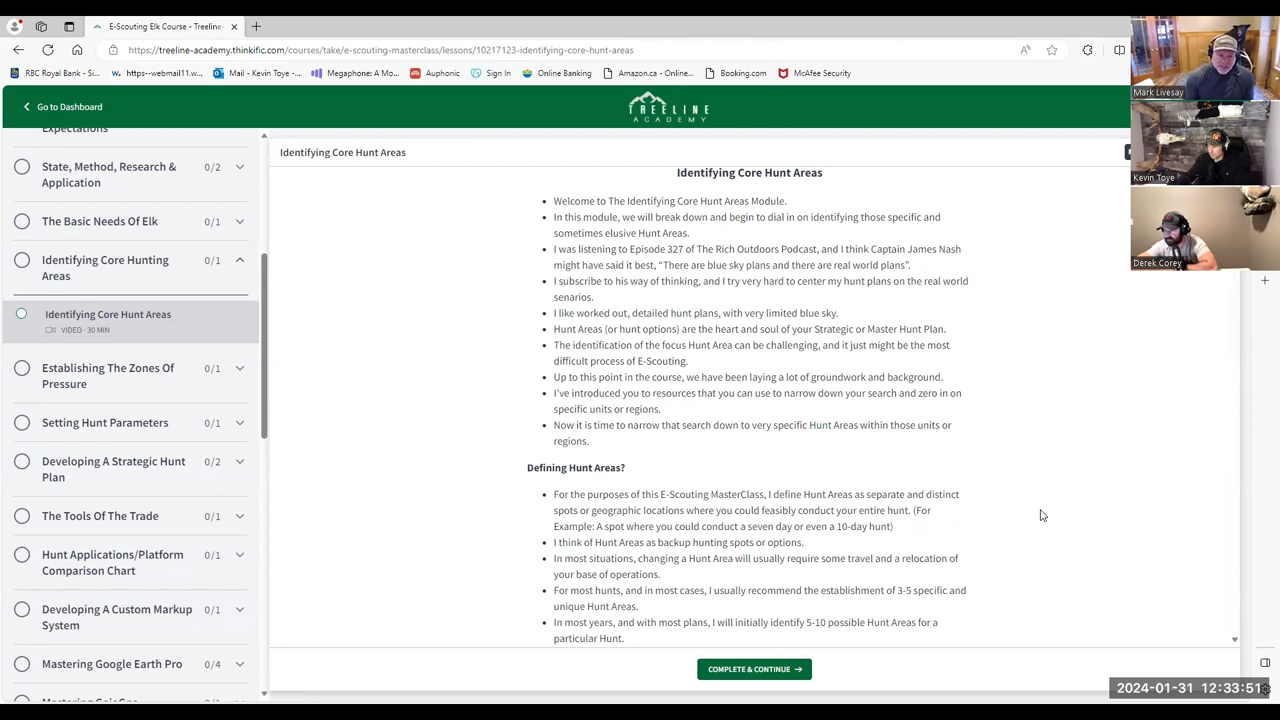 E-Scouting Elk Course - Treeline-
https://treeline-academy.thinkific.com/courses/take/e-scouting-masterclass/lessons/10217123-identifying-core-hunt-areas
RBC Royal Bank - Si...
https--webmail11.w...
Mail - Kevin Toye -...
Megaphone: A Mo...
Auphonic
Sign In
Online Banking
Amazon.ca - Online...
Booking.com
McAfee Security
Go to Dashboard
TREELINE
ACADEMY
Mark Livesay
Kevin Toye
Derek Corey
Expectations
State, Method, Research &
Application
0/2
The Basic Needs Of Elk
0/1
Identifying Core Hunting
Areas
0/1
Identifying Core Hunt Areas
VIDEO · 30 MIN
Establishing The Zones Of
Pressure
0/1
Setting Hunt Parameters
0/1
Developing A Strategic Hunt
Plan
0/2
The Tools Of The Trade
0/1
Hunt Applications/Platform
Comparison Chart
0/1
Developing A Custom Markup
System
0/1
Mastering Google Earth Pro
0/4
Identifying Core Hunt Areas
Identifying Core Hunt Areas
• Welcome to The Identifying Core Hunt Areas Module.
• In this module, we will break down and begin to dial in on identifying those specific and
sometimes elusive Hunt Areas.
• I was listening to Episode 327 of The Rich Outdoors Podcast, and I think Captain James Nash
might have said it best, “There are blue sky plans and there are real world plans”.
• I subscribe to his way of thinking, and I try very hard to center my hunt plans on the real world
senarios.
• I like worked out, detailed hunt plans, with very limited blue sky.
• Hunt Areas (or hunt options) are the heart and soul of your Strategic or Master Hunt Plan.
• The identification of the focus Hunt Area can be challenging, and it just might be the most
difficult process of E-Scouting.
• Up to this point in the course, we have been laying a lot of groundwork and background.
• I’ve introduced you to resources that you can use to narrow down your search and zero in on
specific units or regions.
• Now it is time to narrow that search down to very specific Hunt Areas within those units or
regions.
Defining Hunt Areas?
• For the purposes of this E-Scouting MasterClass, I define Hunt Areas as separate and distinct
spots or geographic locations where you could feasibly conduct your entire hunt. (For
Example: A spot where you could conduct a seven day or even a 10-day hunt)
• I think of Hunt Areas as backup hunting spots or options.
• In most situations, changing a Hunt Area will usually require some travel and a relocation of
your base of operations.
• For most hunts, and in most cases, I usually recommend the establishment of 3-5 specific and
unique Hunt Areas.
• In most years, and with most plans, I will initially identify 5-10 possible Hunt Areas for a
particular Hunt.
COMPLETE & CONTINUE →
2024-01-31 12:33:51